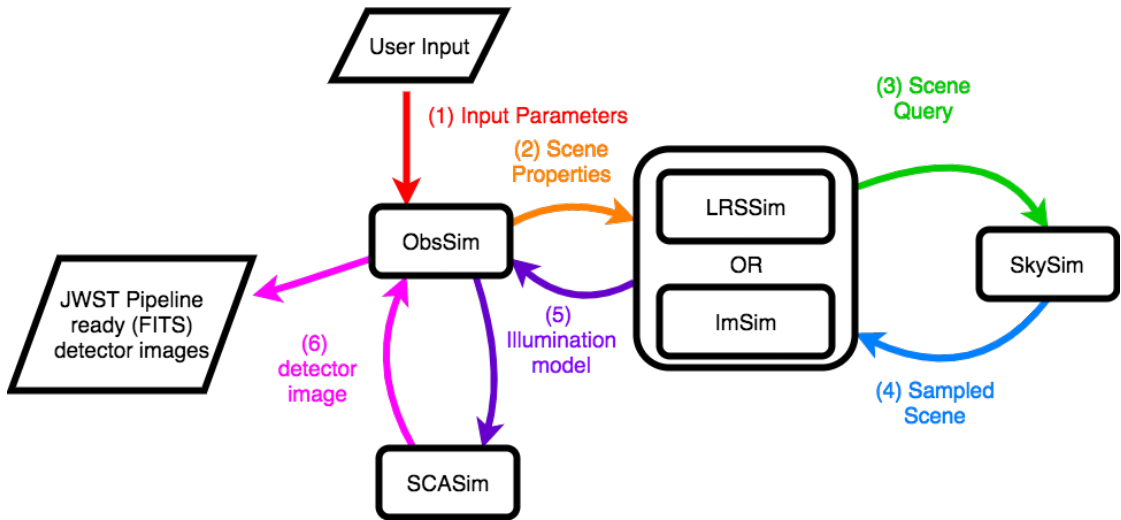 User Input
(1) Input Parameters
(2) Scene
Properties
(3) Scene
Query
LRSSim
OR
ImSim
ObsSim
SkySim
JWST Pipeline
ready (FITS)
detector images
(5)
Illumination
model
(6)
detector
image
(4) Sampled
Scene
SCASim